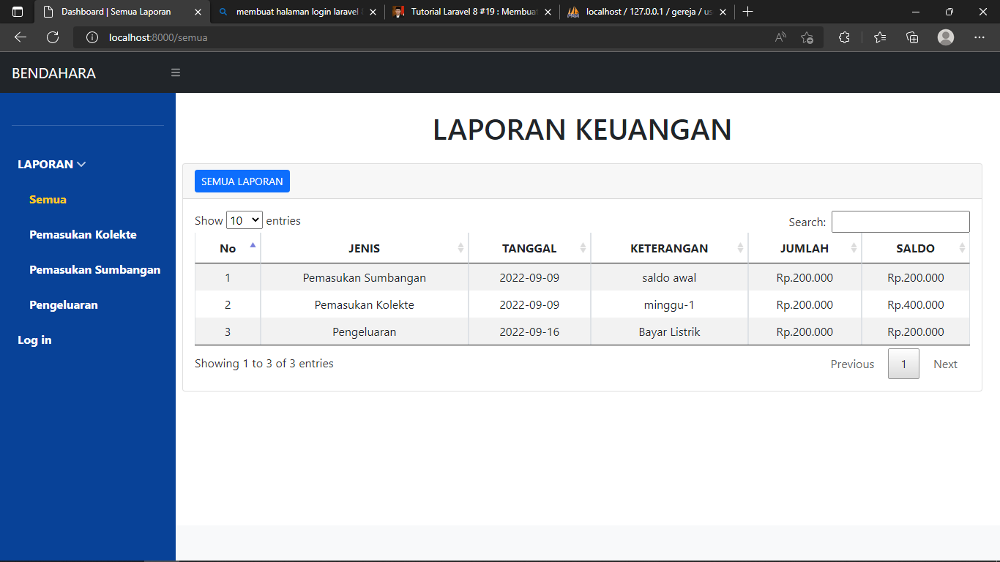 Dashboard | Semua Laporan
membuat halaman login laravel
Tutorial Laravel 8 #19 : Membuat
localhost / 127.0.0.1 / gereja / us
localhost:8000/semua
BENDAHARA
LAPORAN KEUANGAN
LAPORAN
Semua
Pemasukan Kolekte
Pemasukan Sumbangan
Pengeluaran
Log in
SEMUA LAPORAN
Show 10 entries Search:
No JENIS TANGGAL KETERANGAN JUMLAH SALDO
1 Pemasukan Sumbangan 2022-09-09 saldo awal Rp.200.000 Rp.200.000
2 Pemasukan Kolekte 2022-09-09 minggu-1 Rp.200.000 Rp.400.000
3 Pengeluaran 2022-09-16 Bayar Listrik Rp.200.000 Rp.200.000
Showing 1 to 3 of 3 entries Previous 1 Next